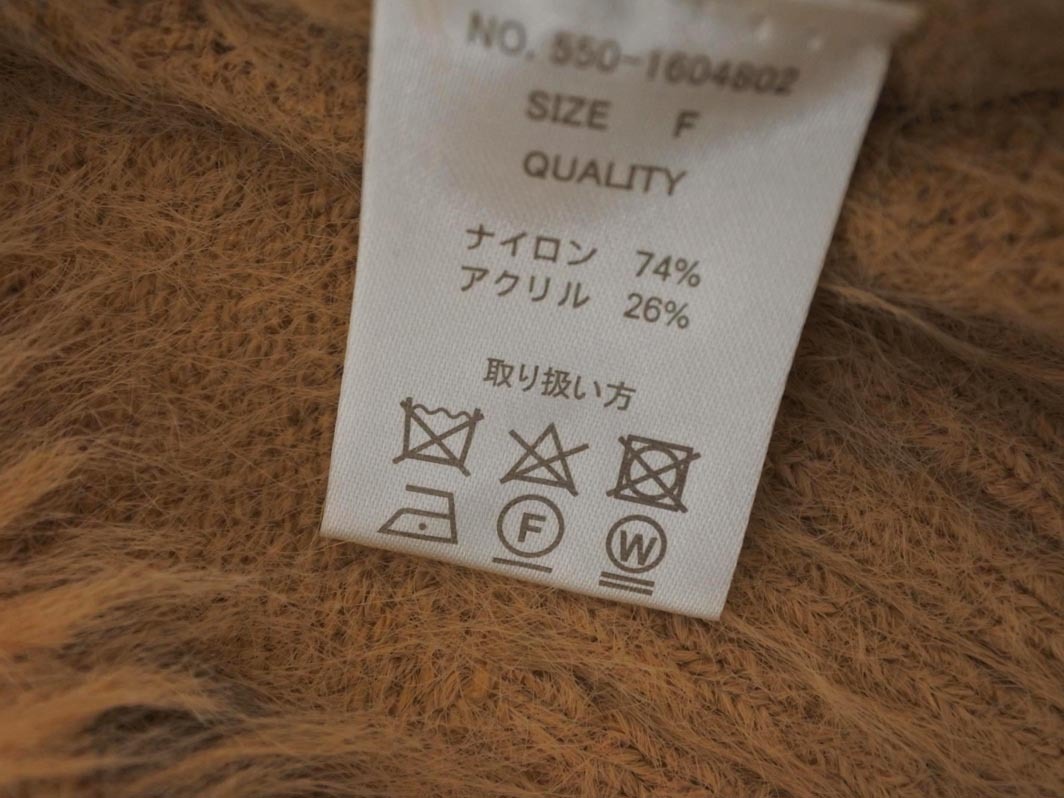 NO. 550-1604802
SIZE F
QUALITY
ナイロン 74%
アクリル 26%
取り扱い方
F W